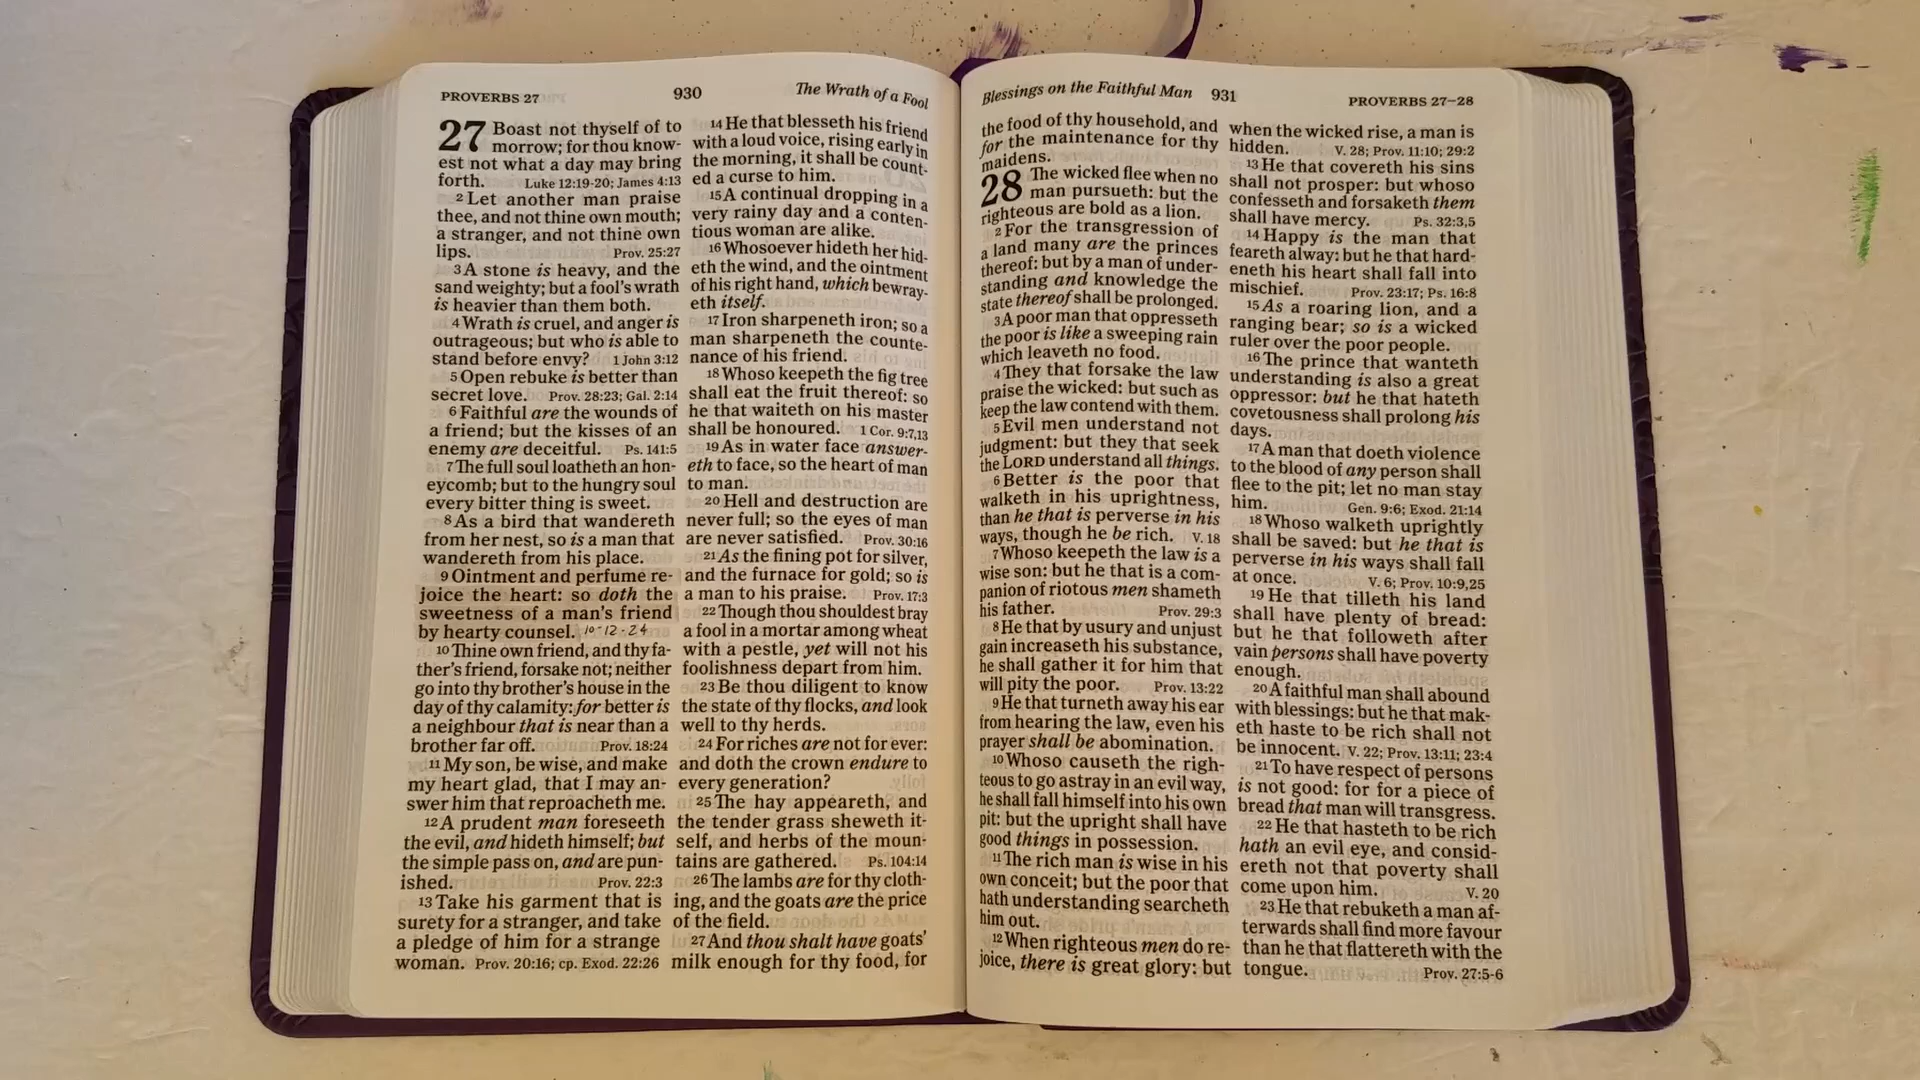 PROVERBS 27
930
The Wrath of a Fool
27 Boast not thyself of to
morrow; for thou know-
est not what a day may bring
forth. Luke 12:19-20; James 4:13
2 Let another man praise
thee, and not thine own mouth;
a stranger, and not thine own
lips. Prov. 25:27
3 A stone is heavy, and the
sand weighty; but a fool's wrath
is heavier than them both.
4 Wrath is cruel, and anger is
outrageous; but who is able to
stand before envy? 1 John 3:12
5 Open rebuke is better than
secret love. Prov. 28:23; Gal. 2:14
6 Faithful are the wounds of
a friend; but the kisses of an
enemy are deceitful. Ps. 141:5
7 The full soul loatheth an hon-
eycomb; but to the hungry soul
every bitter thing is sweet.
8 As a bird that wandereth
from her nest, so is a man that
wandereth from his place.
9 Ointment and perfume re-
joice the heart: so doth the
sweetness of a man's friend
by hearty counsel. 10-12-24
10 Thine own friend, and thy fa-
ther's friend, forsake not; neither
go into thy brother's house in the
day of thy calamity: for better is
a neighbour that is near than a
brother far off. Prov. 18:24
11 My son, be wise, and make
my heart glad, that I may an-
swer him that reproacheth me.
12 A prudent man foreseeth
the evil, and hideth himself; but
the simple pass on, and are pun-
ished. Prov. 22:3
13 Take his garment that is
surety for a stranger, and take
a pledge of him for a strange
woman. Prov. 20:16; cp. Exod. 22:26
14 He that blesseth his friend
with a loud voice, rising early in
the morning, it shall be count-
ed a curse to him.
15 A continual dropping in a
very rainy day and a conten-
tious woman are alike.
16 Whosoever hideth her hid-
eth the wind, and the ointment
of his right hand, which bewray-
eth itself.
17 Iron sharpeneth iron; so a
man sharpeneth the counte-
nance of his friend.
18 Whoso keepeth the fig tree
shall eat the fruit thereof: so
he that waiteth on his master
shall be honoured. 1 Cor. 9:7,13
19 As in water face answer-
eth to face, so the heart of man
to man.
20 Hell and destruction are
never full; so the eyes of man
are never satisfied. Prov. 30:16
21 As the fining pot for silver,
and the furnace for gold; so is
a man to his praise. Prov. 17:3
22 Though thou shouldest bray
a fool in a mortar among wheat
with a pestle, yet will not his
foolishness depart from him.
23 Be thou diligent to know
the state of thy flocks, and look
well to thy herds.
24 For riches are not for ever:
and doth the crown endure to
every generation?
25 The hay appeareth, and
the tender grass sheweth it-
self, and herbs of the moun-
tains are gathered. Ps. 104:14
26 The lambs are for thy cloth-
ing, and the goats are the price
of the field.
27 And thou shalt have goats'
milk enough for thy food, for
Blessings on the Faithful Man
931
PROVERBS 27–28
the food of thy household, and
for the maintenance for thy
maidens.
28 The wicked flee when no
man pursueth: but the
righteous are bold as a lion.
2 For the transgression of
a land many are the princes
thereof: but by a man of under-
standing and knowledge the
state thereof shall be prolonged.
3 A poor man that oppresseth
the poor is like a sweeping rain
which leaveth no food.
4 They that forsake the law
praise the wicked: but such as
keep the law contend with them.
5 Evil men understand not
judgment: but they that seek
the LORD understand all things.
6 Better is the poor that
walketh in his uprightness,
than he that is perverse in his
ways, though he be rich. V. 18
7 Whoso keepeth the law is a
wise son: but he that is a com-
panion of riotous men shameth
his father. Prov. 29:3
8 He that by usury and unjust
gain increaseth his substance,
he shall gather it for him that
will pity the poor. Prov. 13:22
9 He that turneth away his ear
from hearing the law, even his
prayer shall be abomination.
10 Whoso causeth the righ-
teous to go astray in an evil way,
he shall fall himself into his own
pit: but the upright shall have
good things in possession.
11 The rich man is wise in his
own conceit; but the poor that
hath understanding searcheth
him out.
12 When righteous men do re-
joice, there is great glory: but
when the wicked rise, a man is
hidden. V. 28; Prov. 11:10; 29:2
13 He that covereth his sins
shall not prosper: but whoso
confesseth and forsaketh them
shall have mercy. Ps. 32:3,5
14 Happy is the man that
feareth alway: but he that hard-
eneth his heart shall fall into
mischief. Prov. 23:17; Ps. 16:8
15 As a roaring lion, and a
ranging bear; so is a wicked
ruler over the poor people.
16 The prince that wanteth
understanding is also a great
oppressor: but he that hateth
covetousness shall prolong his
days.
17 A man that doeth violence
to the blood of any person shall
flee to the pit; let no man stay
him. Gen. 9:6; Exod. 21:14
18 Whoso walketh uprightly
shall be saved: but he that is
perverse in his ways shall fall
at once. V. 6; Prov. 10:9,25
19 He that tilleth his land
shall have plenty of bread:
but he that followeth after
vain persons shall have poverty
enough.
20 A faithful man shall abound
with blessings: but he that mak-
eth haste to be rich shall not
be innocent. V. 22; Prov. 13:11; 23:4
21 To have respect of persons
is not good: for for a piece of
bread that man will transgress.
22 He that hasteth to be rich
hath an evil eye, and consid-
ereth not that poverty shall
come upon him. V. 20
23 He that rebuketh a man af-
terwards shall find more favour
than he that flattereth with the
tongue. Prov. 27:5-6